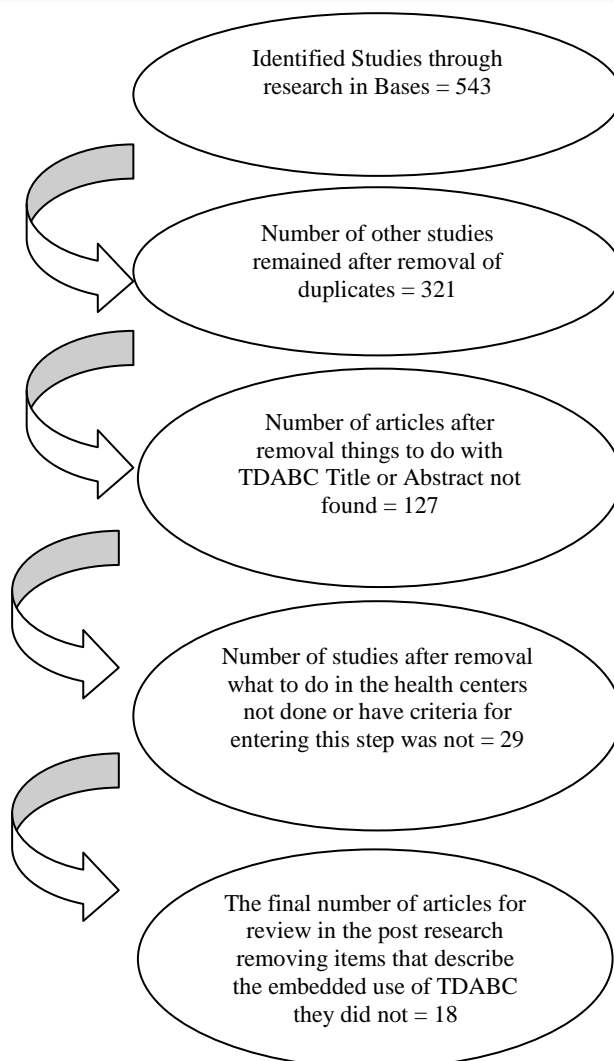 Identified Studies through
research in Bases = 543
Number of other studies
remained after removal of
duplicates = 321
Number of articles after
removal things to do with
TDABC Title or Abstract not
found = 127
Number of studies after removal
what to do in the health centers
not done or have criteria for
entering this step was not = 29
The final number of articles for
review in the post research
removing items that describe
the embedded use of TDABC
they did not = 18